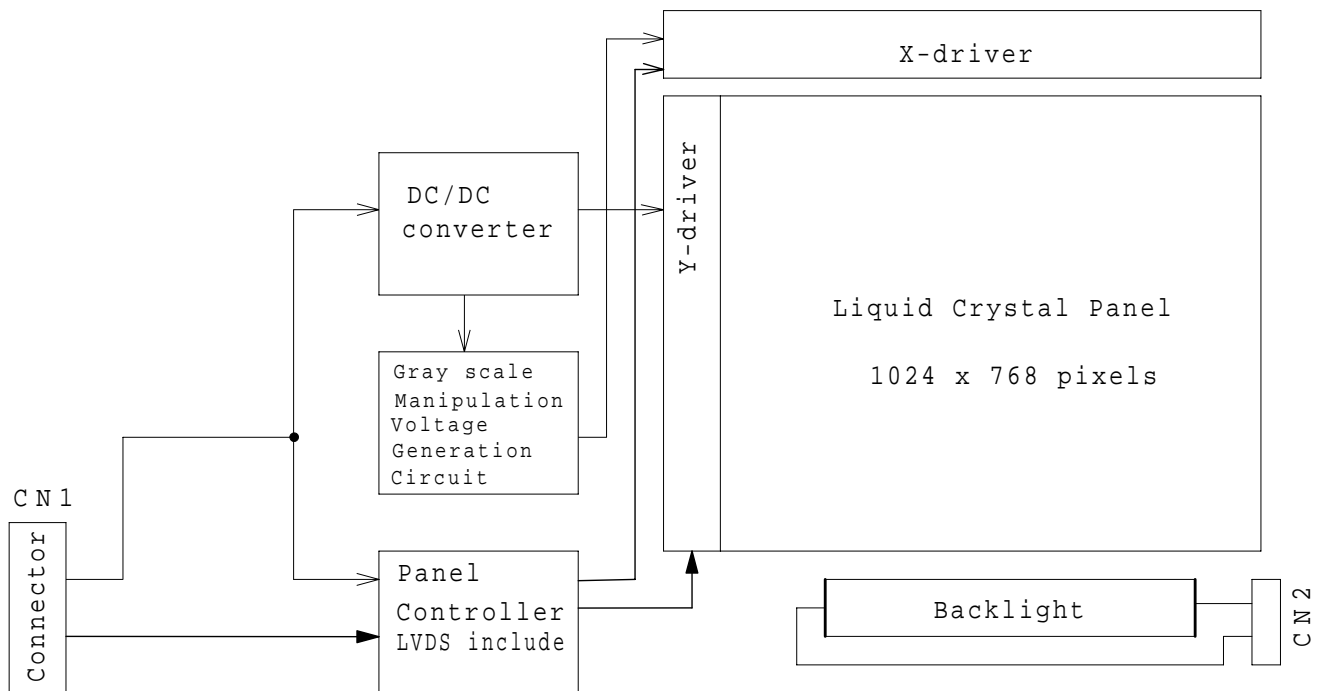 X-driver
DC/DC
converter
Y-driver
Liquid Crystal Panel
1024 x 768 pixels
Gray scale
Manipulation
Voltage
Generation
Circuit
CN1
Connector
Panel
Controller
LVDS include
Backlight
CN2